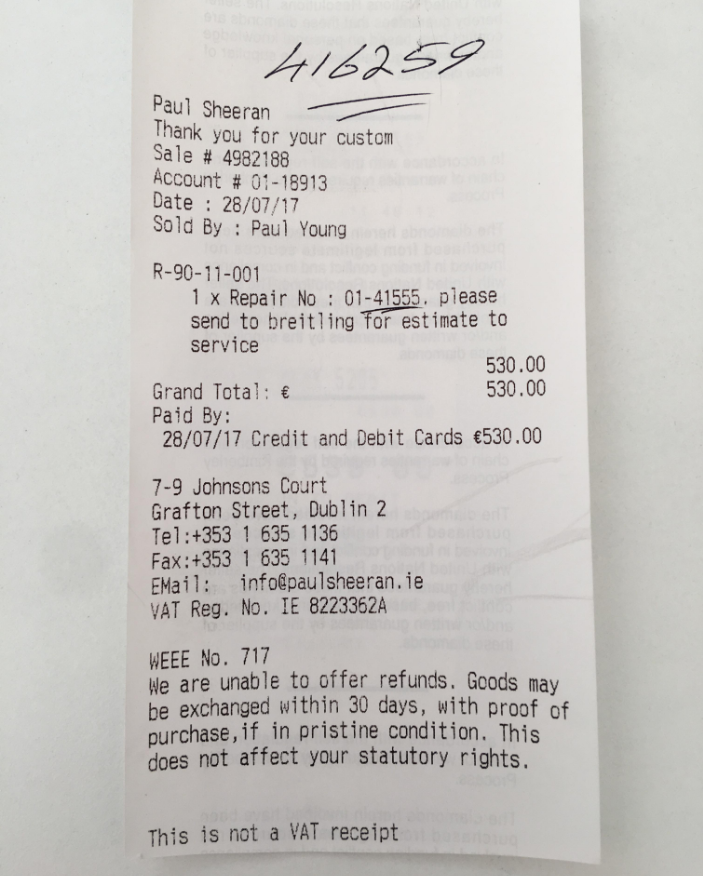 416259
Paul Sheeran
Thank you for your custom
Sale # 4982188
Account # 01-18913
Date : 28/07/17
Sold By : Paul Young
R-90-11-001
1 x Repair No : 01-41555. please
send to breitling for estimate to
service
530.00
Grand Total: € 530.00
Paid By:
28/07/17 Credit and Debit Cards €530.00
7-9 Johnsons Court
Grafton Street, Dublin 2
Tel:+353 1 635 1136
Fax:+353 1 635 1141
EMail: info@paulsheeran.ie
VAT Reg. No. IE 8223362A
WEEE No. 717
We are unable to offer refunds. Goods may
be exchanged within 30 days, with proof of
purchase,if in pristine condition. This
does not affect your statutory rights.
This is not a VAT receipt